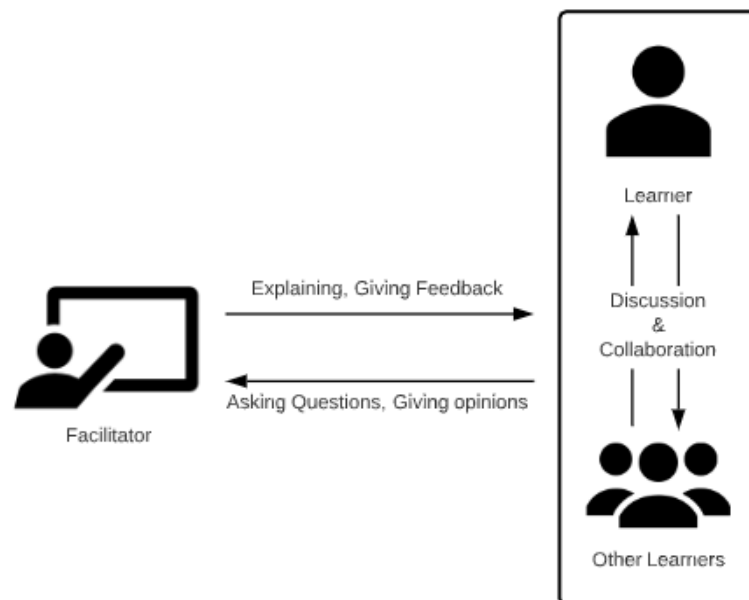 Learner
Explaining, Giving Feedback
Discussion
&
Collaboration
Asking Questions, Giving opinions
Facilitator
Other Learners